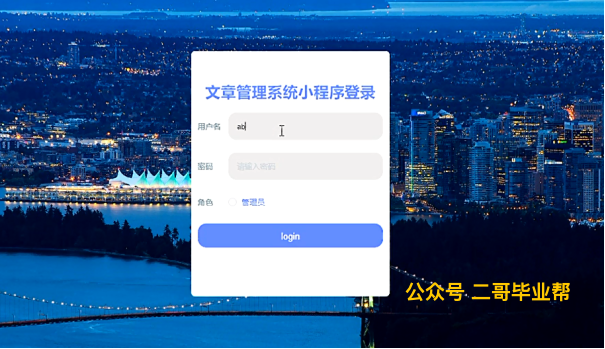 文章管理系统小程序登录
用户名
ab
密码
请输入密码
角色
管理员
login
公众号 二哥毕业帮